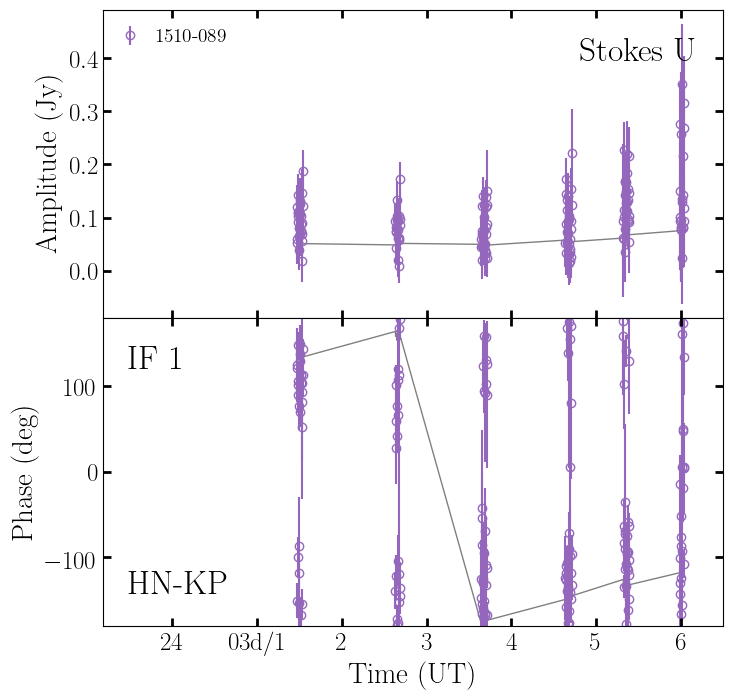 1510-089
Stokes U
Amplitude (Jy)
0.4
0.3
0.2
0.1
0.0
IF 1
Phase (deg)
100
0
−100
HN-KP
24 03d/1 2 3 4 5 6
Time (UT)